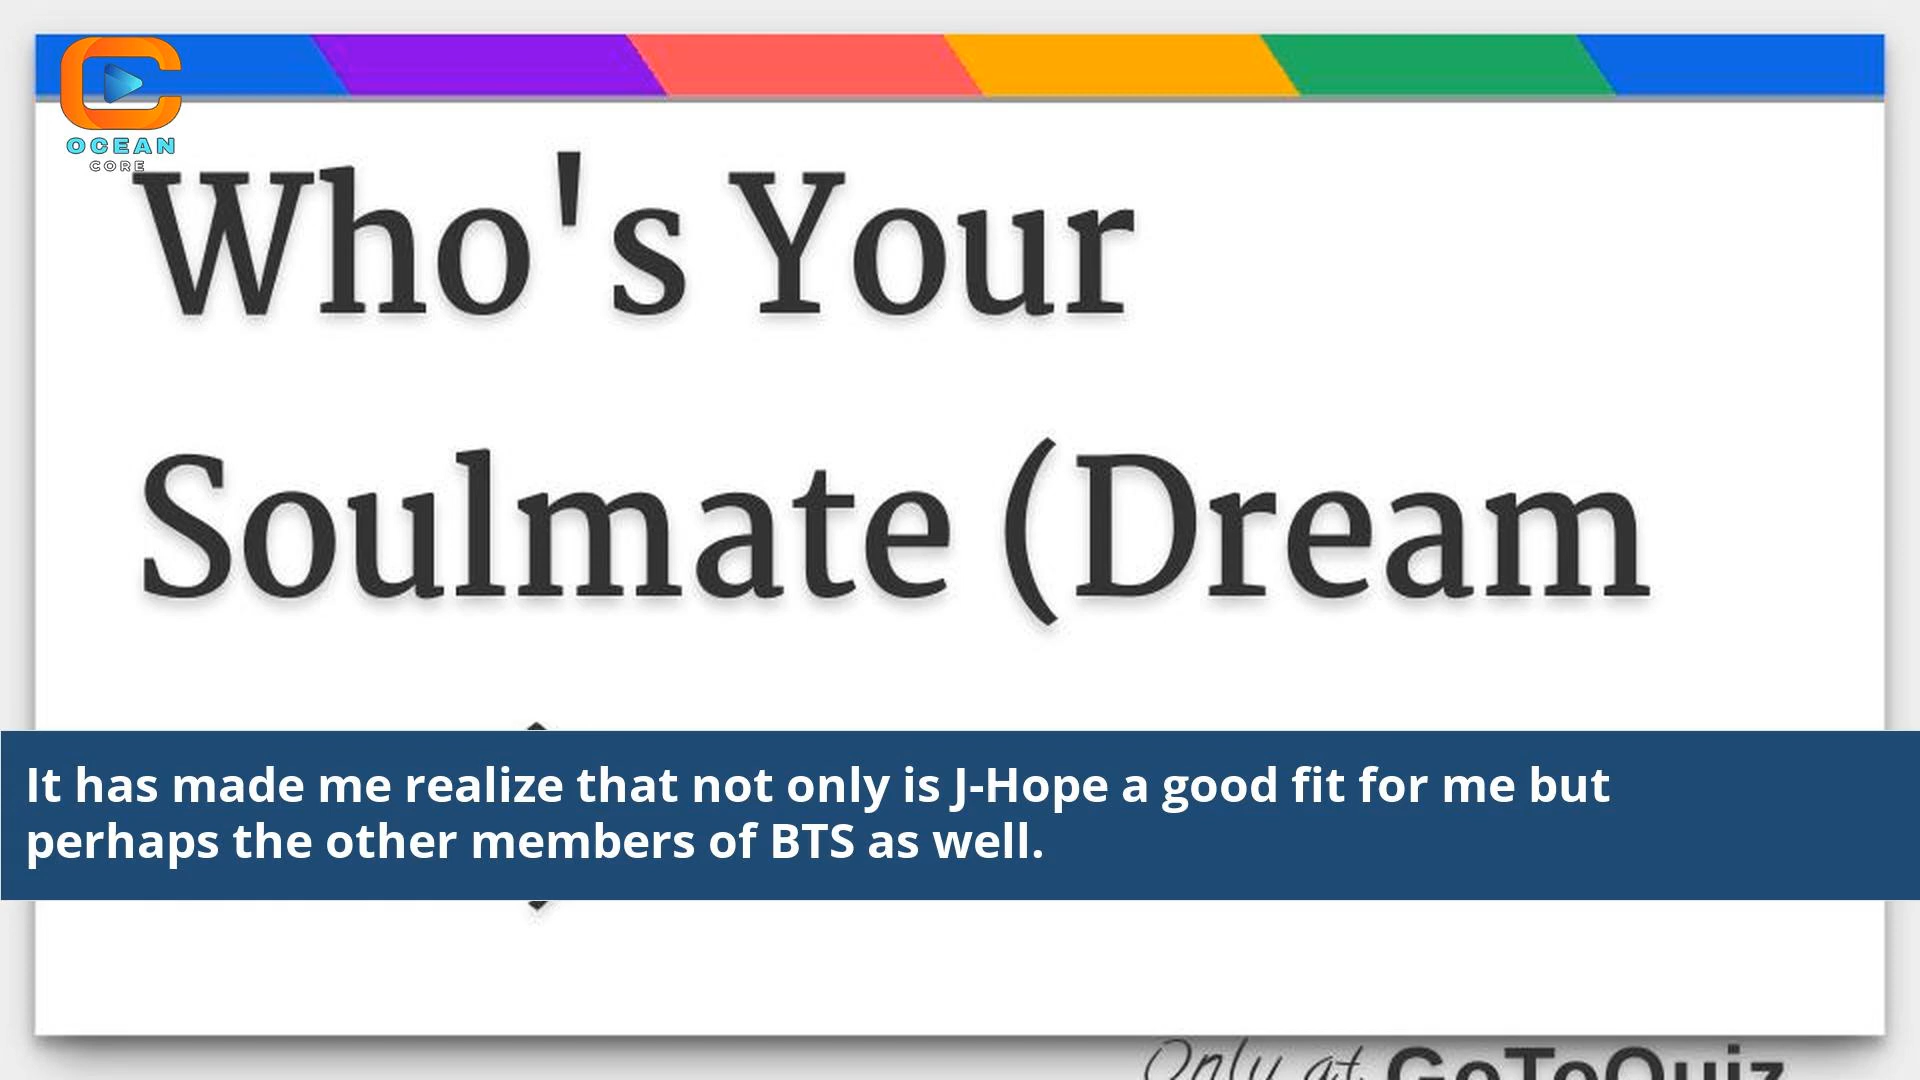 OCEAN
CORE
Who's Your
Soulmate (Dream
It has made me realize that not only is J-Hope a good fit for me but
perhaps the other members of BTS as well.
Only at GoToQuiz